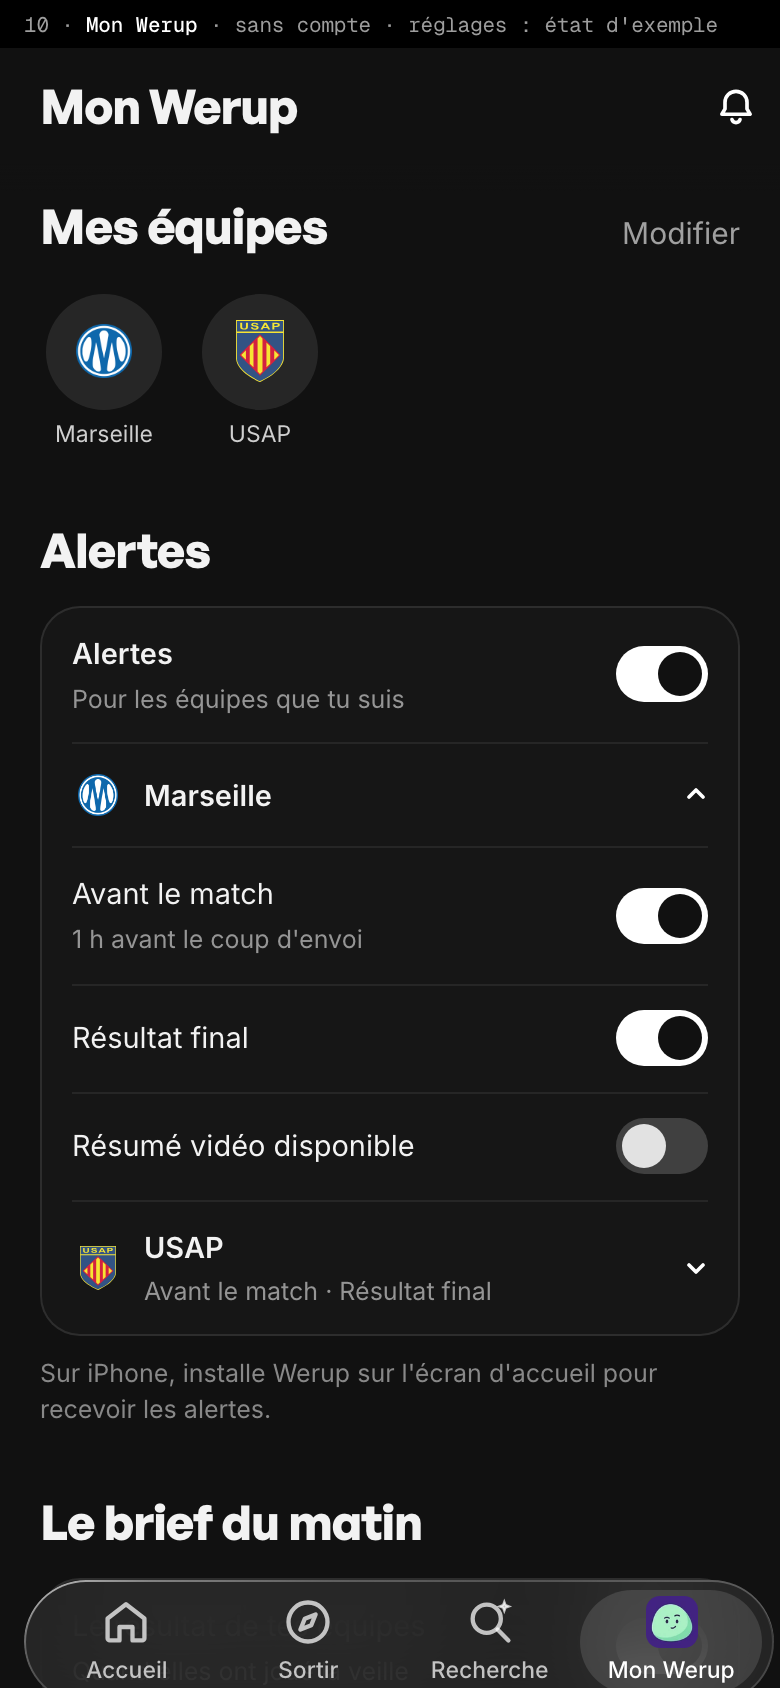 10 · Mon Werup · sans compte · réglages : état d'exemple
Mon Werup
Mes équipes
Modifier
USAP
Marseille
USAP
Alertes
Alertes
Pour les équipes que tu suis
Marseille
Avant le match
1 h avant le coup d'envoi
Résultat final
Résumé vidéo disponible
USAP
USAP
Avant le match · Résultat final
Sur iPhone, installe Werup sur l'écran d'accueil pour
recevoir les alertes.
Le brief du matin
Accueil
Sortir
Recherche
Mon Werup